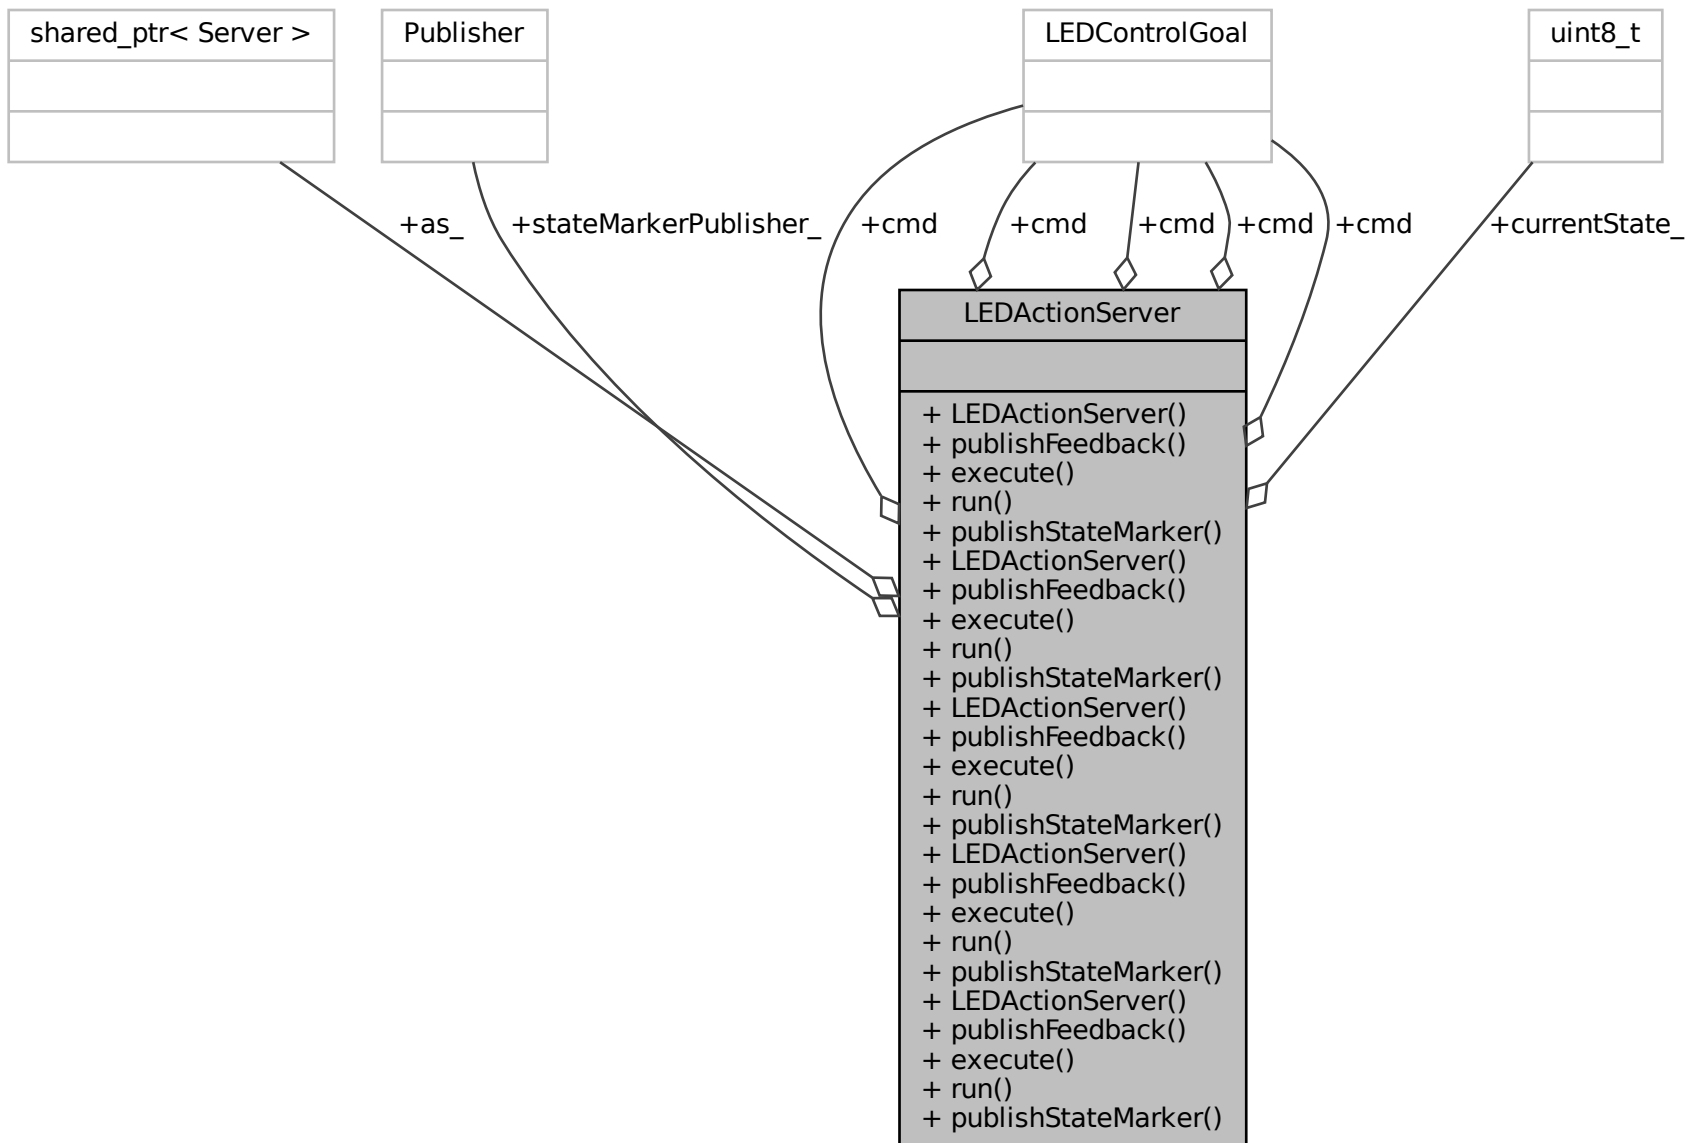 shared_ptr< Server >
Publisher
LEDControlGoal
uint8_t
+as_
+stateMarkerPublisher_
+cmd
+cmd
+cmd
+cmd
+cmd
+currentState_
LEDActionServer
+ LEDActionServer()
+ publishFeedback()
+ execute()
+ run()
+ publishStateMarker()
+ LEDActionServer()
+ publishFeedback()
+ execute()
+ run()
+ publishStateMarker()
+ LEDActionServer()
+ publishFeedback()
+ execute()
+ run()
+ publishStateMarker()
+ LEDActionServer()
+ publishFeedback()
+ execute()
+ run()
+ publishStateMarker()
+ LEDActionServer()
+ publishFeedback()
+ execute()
+ run()
+ publishStateMarker()